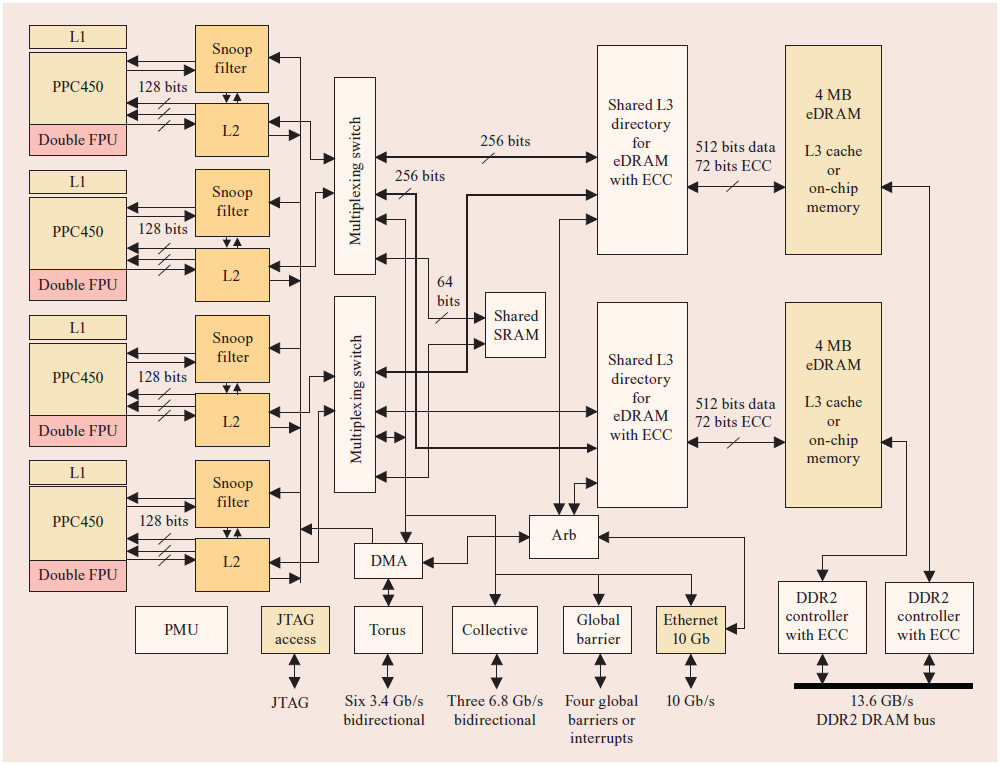 L1
PPC450
Double FPU
128 bits
Snoop
filter
L2
L1
PPC450
Double FPU
128 bits
Snoop
filter
L2
L1
PPC450
Double FPU
128 bits
Snoop
filter
L2
L1
PPC450
Double FPU
128 bits
Snoop
filter
L2
Multiplexing switch
Multiplexing switch
256 bits
256 bits
64
bits
Shared
SRAM
Shared L3
directory
for
eDRAM
with ECC
512 bits data
72 bits ECC
4 MB
eDRAM
L3 cache
or
on-chip
memory
Shared L3
directory
for
eDRAM
with ECC
512 bits data
72 bits ECC
4 MB
eDRAM
L3 cache
or
on-chip
memory
Arb
DMA
PMU
JTAG
access
Torus
Collective
Global
barrier
Ethernet
10 Gb
DDR2
controller
with ECC
DDR2
controller
with ECC
JTAG
Six 3.4 Gb/s
bidirectional
Three 6.8 Gb/s
bidirectional
Four global
barriers or
interrupts
10 Gb/s
13.6 GB/s
DDR2 DRAM bus